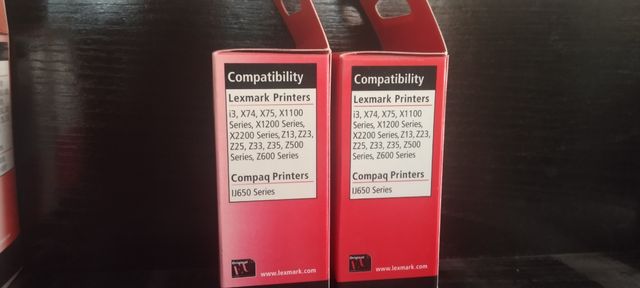 Compatibility
Lexmark Printers
i3, X74, X75, X1100
Series, X1200 Series,
X2200 Series, Z13, Z23,
Z25, Z33, Z35, Z500
Series, Z600 Series
Compaq Printers
IJ650 Series
www.lexmark.com
Compatibility
Lexmark Printers
i3, X74, X75, X1100
Series, X1200 Series,
X2200 Series, Z13, Z23,
Z25, Z33, Z35, Z500
Series, Z600 Series
Compaq Printers
IJ650 Series
www.lexmark.com